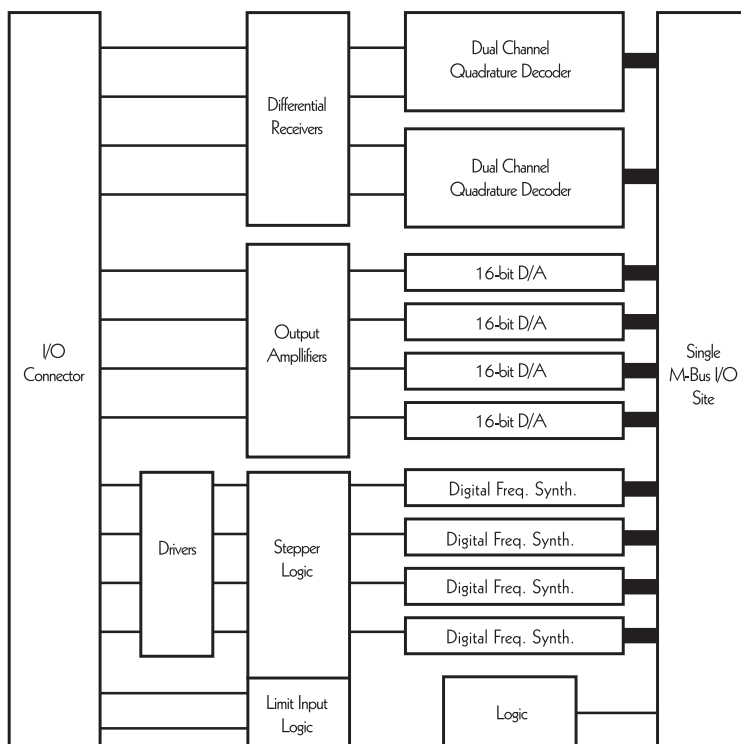 I/O
Connector
Differential
Receivers
Dual Channel
Quadrature Decoder
Dual Channel
Quadrature Decoder
Output
Ampllifiers
16-bit D/A
16-bit D/A
16-bit D/A
16-bit D/A
Single
M-Bus I/O
Site
Drivers
Stepper
Logic
Digital Freq. Synth.
Digital Freq. Synth.
Digital Freq. Synth.
Digital Freq. Synth.
Limit Input
Logic
Logic